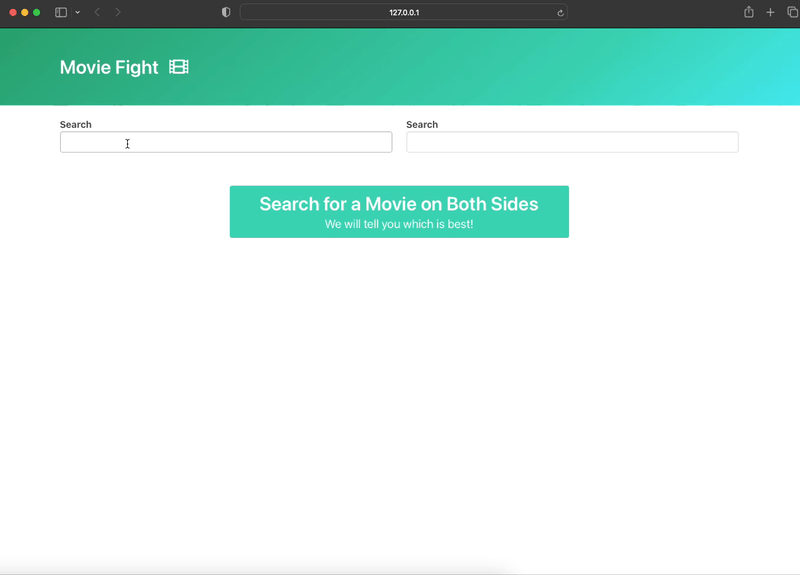 127.0.0.1
Movie Fight
Search
Search
Search for a Movie on Both Sides
We will tell you which is best!